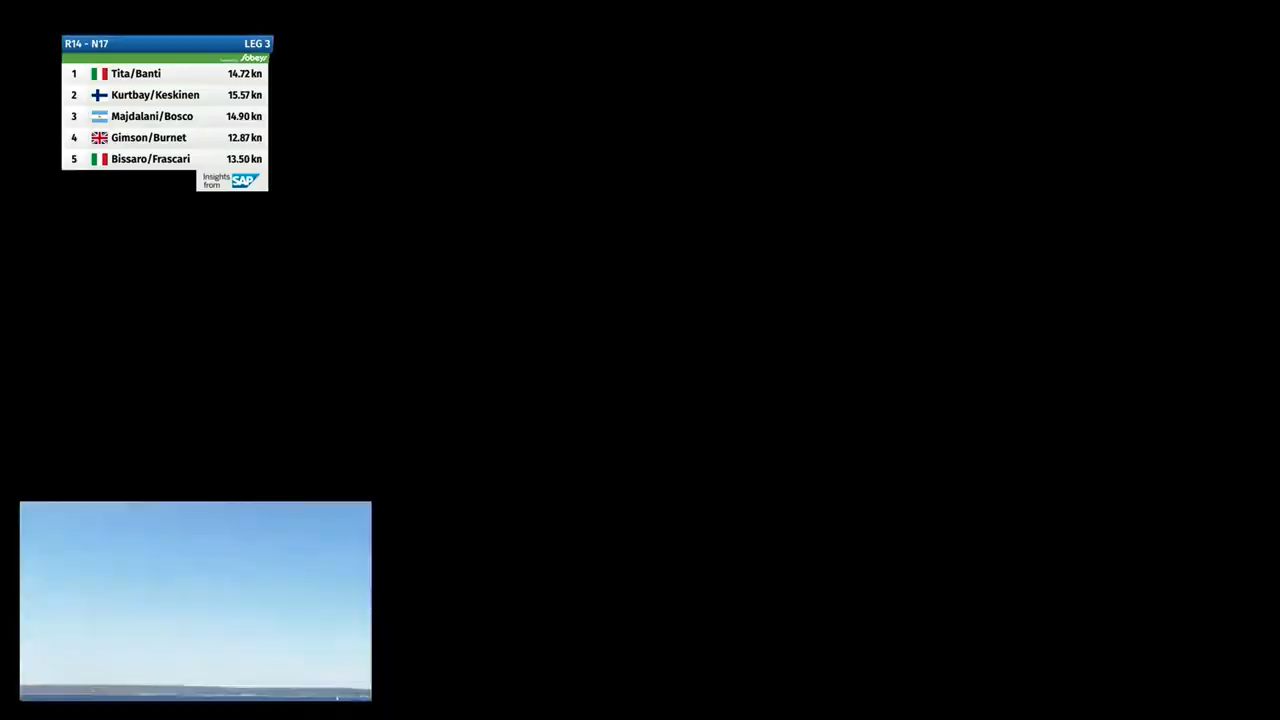 R14 - N17 LEG 3
sobeys
1 Tita/Banti 14.72 kn
2 Kurtbay/Keskinen 15.57 kn
3 Majdalani/Bosco 14.90 kn
4 Gimson/Burnet 12.87 kn
5 Bissaro/Frascari 13.50 kn
Insights
from SAP